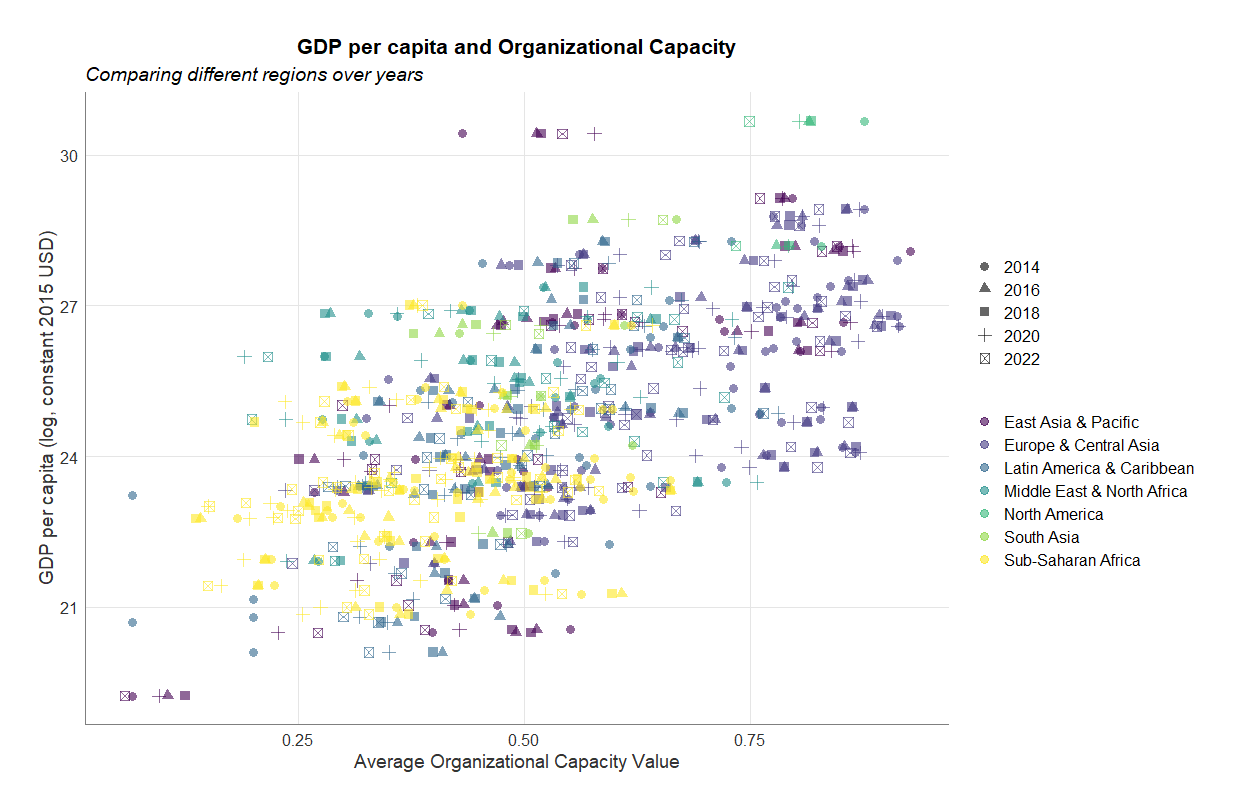 GDP per capita and Organizational Capacity
Comparing different regions over years
GDP per capita (log, constant 2015 USD)
30
27
24
21
0.25
0.50
0.75
Average Organizational Capacity Value
2014
2016
2018
2020
2022
East Asia & Pacific
Europe & Central Asia
Latin America & Caribbean
Middle East & North Africa
North America
South Asia
Sub-Saharan Africa